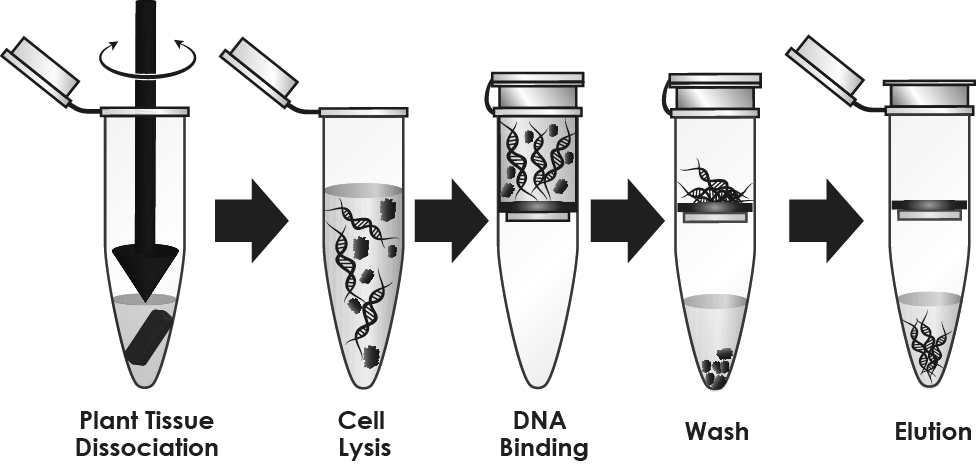 Plant Tissue
Dissociation
Cell
Lysis
DNA
Binding
Wash
Elution